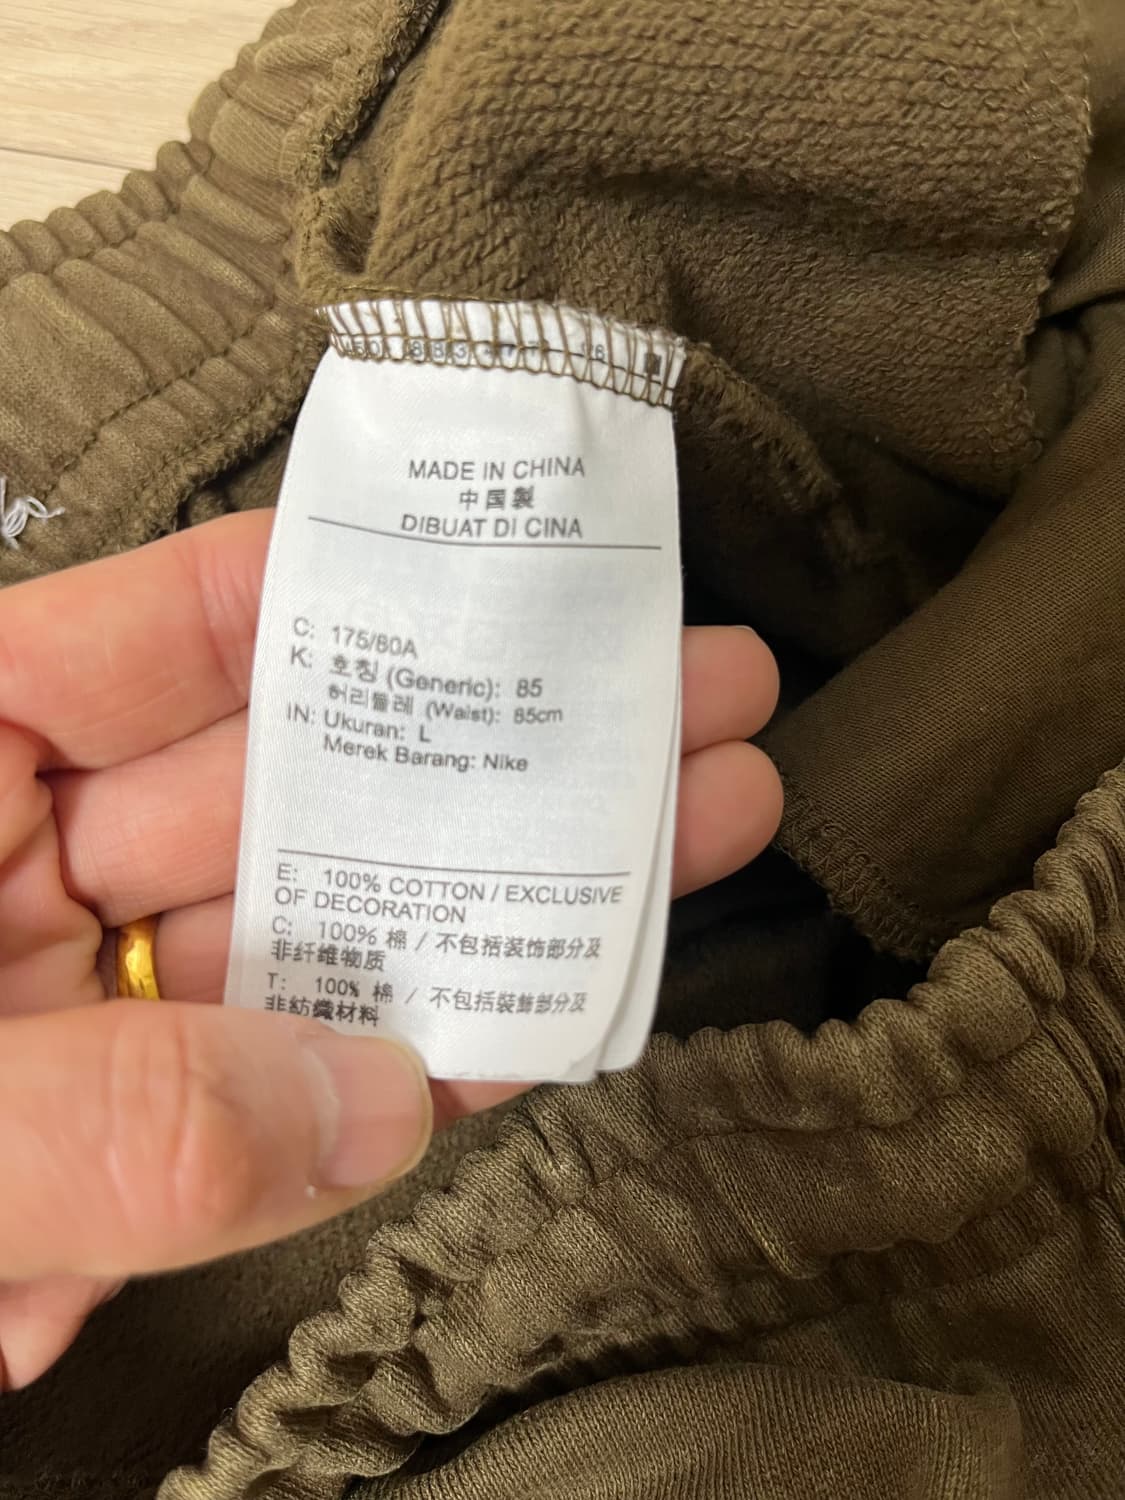 MADE IN CHINA
中国製
DIBUAT DI CINA
C: 175/80A
K: 호칭 (Generic): 85
허리둘레 (Waist): 85cm
IN: Ukuran: L
Merek Barang: Nike
E: 100% COTTON / EXCLUSIVE
OF DECORATION
C: 100% 棉 / 不包括装饰部分及
非纤维物质
T: 100% 棉 / 不包括裝飾部分及
非紡織材料